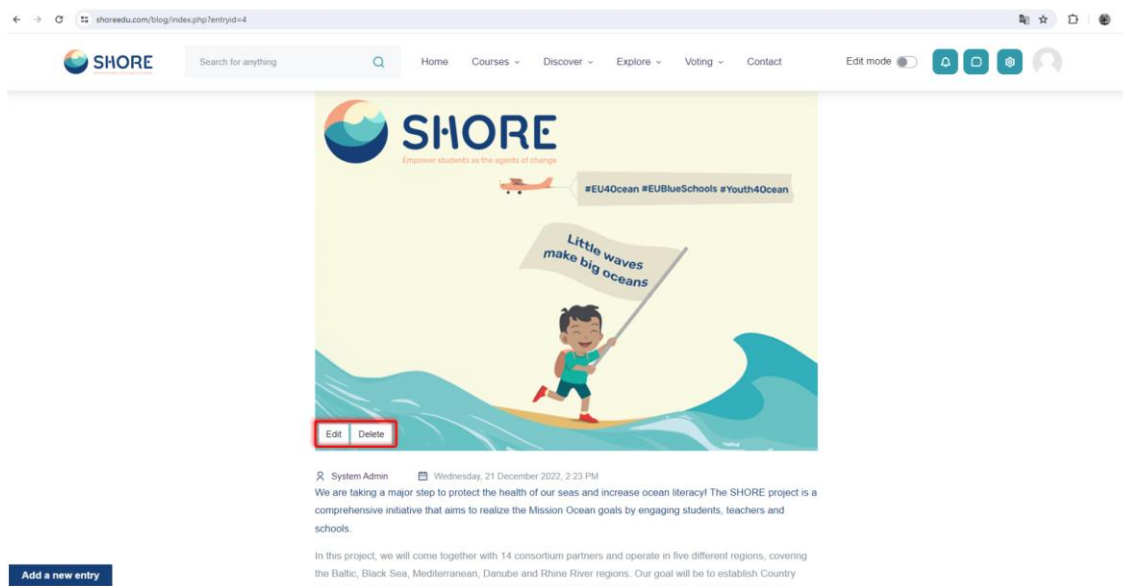 shoreedu.com/blog/index.php?entryid=4
SHORE
Search for anything
Home Courses Discover Explore Voting Contact
Edit mode
SHORE
Empower students as the agents of change
#EU4Ocean #EUBlueSchools #Youth4Ocean
Little waves
make big oceans
Edit Delete
System Admin Wednesday, 21 December 2022, 2:23 PM
We are taking a major step to protect the health of our seas and increase ocean literacy! The SHORE project is a
comprehensive initiative that aims to realize the Mission Ocean goals by engaging students, teachers and
schools.
In this project, we will come together with 14 consortium partners and operate in five different regions, covering
the Baltic, Black Sea, Mediterranean, Danube and Rhine River regions. Our goal will be to establish Country
Add a new entry